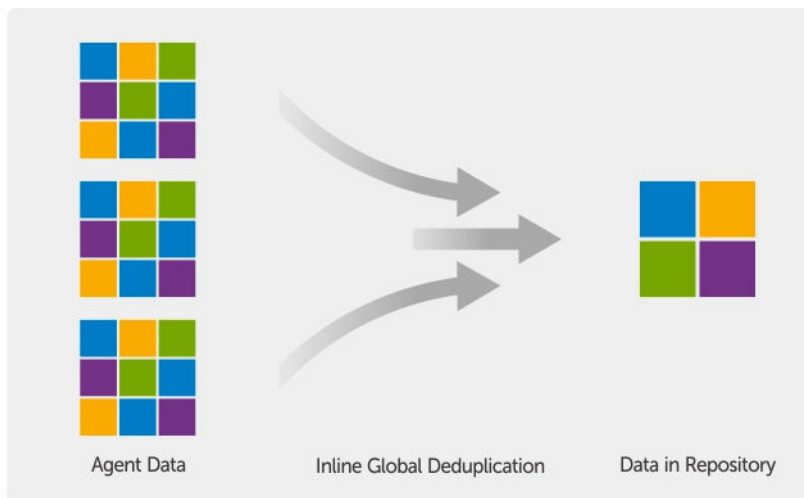 Agent Data
Inline Global Deduplication
Data in Repository